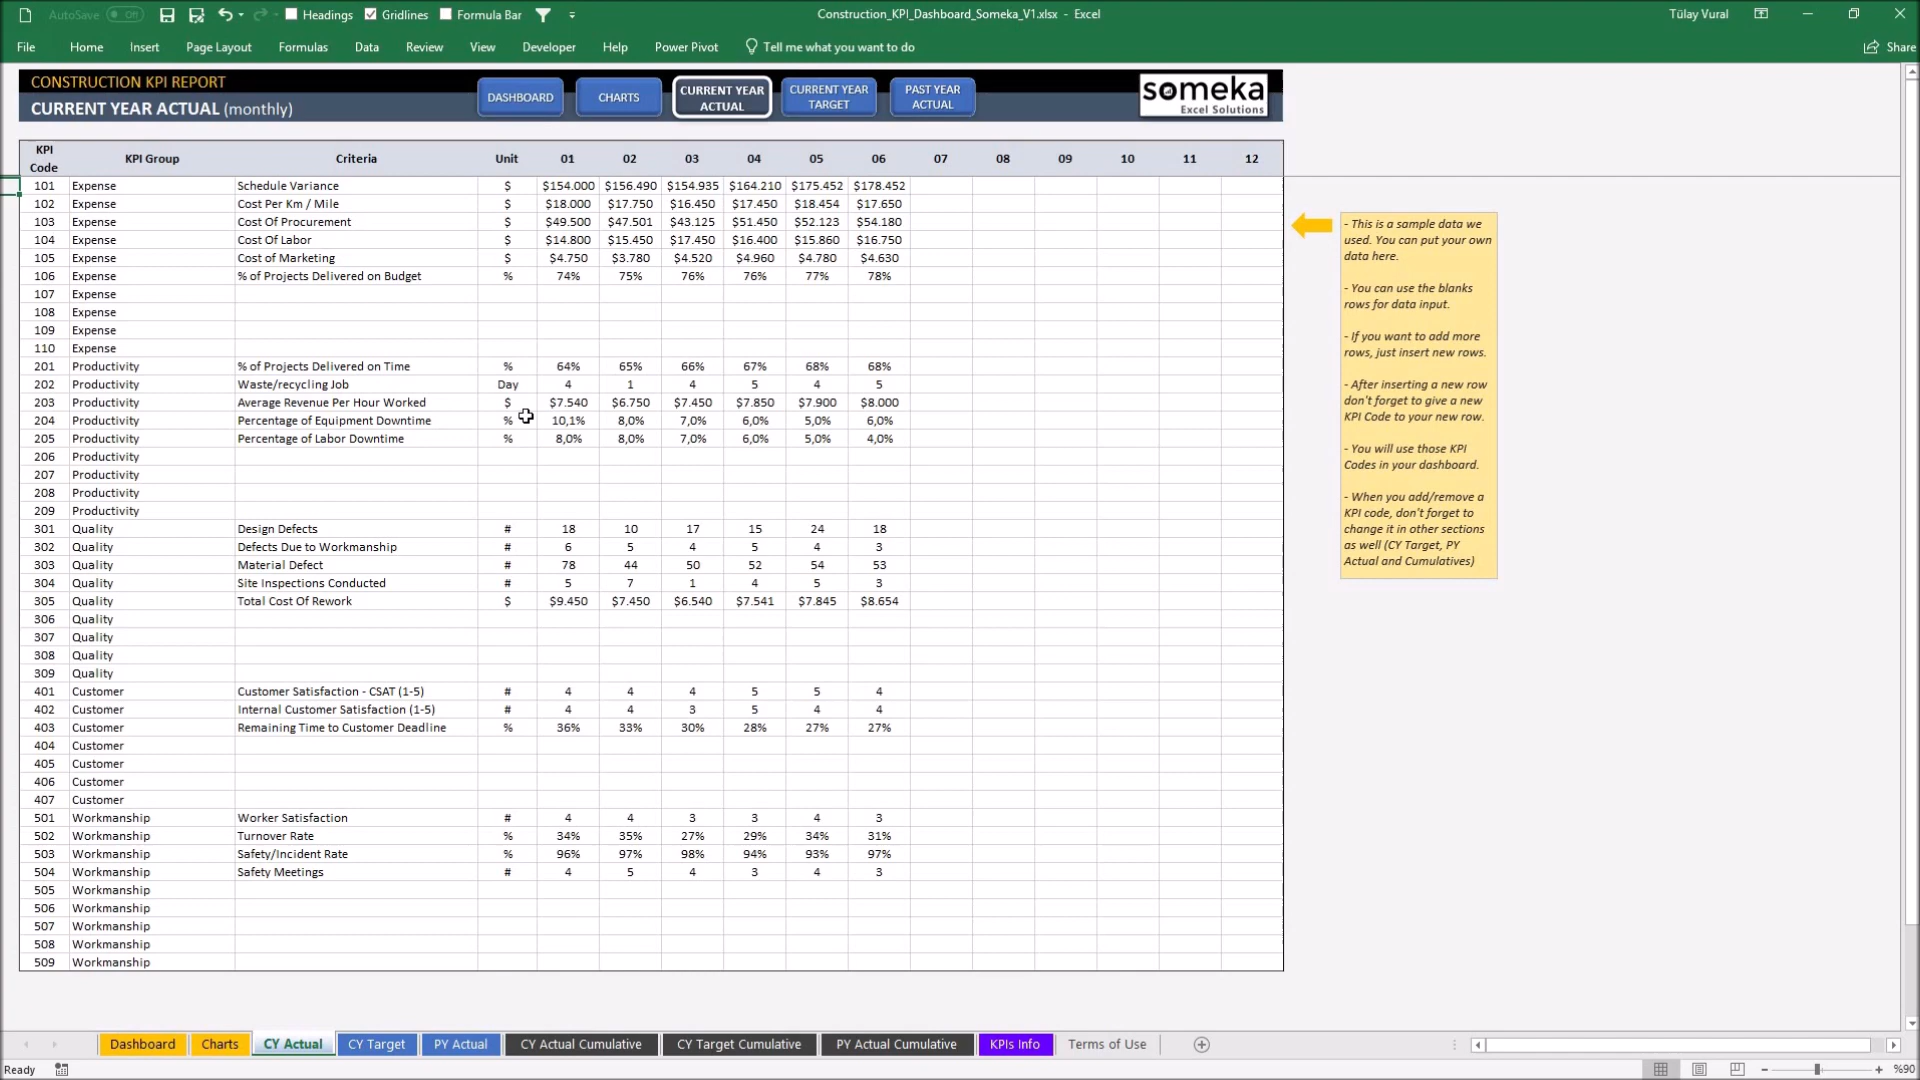 AutoSave Off Headings Gridlines Formula Bar Construction_KPI_Dashboard_Someka_V1.xlsx - Excel Tülay Vural
File Home Insert Page Layout Formulas Data Review View Developer Help Power Pivot Tell me what you want to do Share
CONSTRUCTION KPI REPORT
CURRENT YEAR ACTUAL (monthly)
DASHBOARD
CHARTS
CURRENT YEAR
ACTUAL
CURRENT YEAR
TARGET
PAST YEAR
ACTUAL
someka
Excel Solutions
KPI
Code KPI Group Criteria Unit 01 02 03 04 05 06 07 08 09 10 11 12
101 Expense Schedule Variance $ $154.000 $156.490 $154.935 $164.210 $175.452 $178.452
102 Expense Cost Per Km / Mile $ $18.000 $17.750 $16.450 $17.450 $18.454 $17.650
103 Expense Cost Of Procurement $ $49.500 $47.501 $43.125 $51.450 $52.123 $54.180
104 Expense Cost Of Labor $ $14.800 $15.450 $17.450 $16.400 $15.860 $16.750
105 Expense Cost of Marketing $ $4.750 $3.780 $4.520 $4.960 $4.780 $4.630
106 Expense % of Projects Delivered on Budget % 74% 75% 76% 76% 77% 78%
107 Expense
108 Expense
109 Expense
110 Expense
201 Productivity % of Projects Delivered on Time % 64% 65% 66% 67% 68% 68%
202 Productivity Waste/recycling Job Day 4 1 4 5 4 5
203 Productivity Average Revenue Per Hour Worked $ $7.540 $6.750 $7.450 $7.850 $7.900 $8.000
204 Productivity Percentage of Equipment Downtime % 10,1% 8,0% 7,0% 6,0% 5,0% 6,0%
205 Productivity Percentage of Labor Downtime % 8,0% 8,0% 7,0% 6,0% 5,0% 4,0%
206 Productivity
207 Productivity
208 Productivity
209 Productivity
301 Quality Design Defects # 18 10 17 15 24 18
302 Quality Defects Due to Workmanship # 6 5 4 5 4 3
303 Quality Material Defect # 78 44 50 52 54 53
304 Quality Site Inspections Conducted # 5 7 1 4 5 3
305 Quality Total Cost Of Rework $ $9.450 $7.450 $6.540 $7.541 $7.845 $8.654
306 Quality
307 Quality
308 Quality
309 Quality
401 Customer Customer Satisfaction - CSAT (1-5) # 4 4 4 5 5 4
402 Customer Internal Customer Satisfaction (1-5) # 4 4 3 5 4 4
403 Customer Remaining Time to Customer Deadline % 36% 33% 30% 28% 27% 27%
404 Customer
405 Customer
406 Customer
407 Customer
501 Workmanship Worker Satisfaction # 4 4 3 3 4 3
502 Workmanship Turnover Rate % 34% 35% 27% 29% 34% 31%
503 Workmanship Safety/Incident Rate % 96% 97% 98% 94% 93% 97%
504 Workmanship Safety Meetings # 4 5 4 3 4 3
505 Workmanship
506 Workmanship
507 Workmanship
508 Workmanship
509 Workmanship
- This is a sample data we
used. You can put your own
data here.
- You can use the blanks
rows for data input.
- If you want to add more
rows, just insert new rows.
- After inserting a new row
don't forget to give a new
KPI Code to your new row.
- You will use those KPI
Codes in your dashboard.
- When you add/remove a
KPI code, don't forget to
change it in other sections
as well (CY Target, PY
Actual and Cumulatives)
Dashboard Charts CY Actual CY Target PY Actual CY Actual Cumulative CY Target Cumulative PY Actual Cumulative KPIs Info Terms of Use
Ready %90